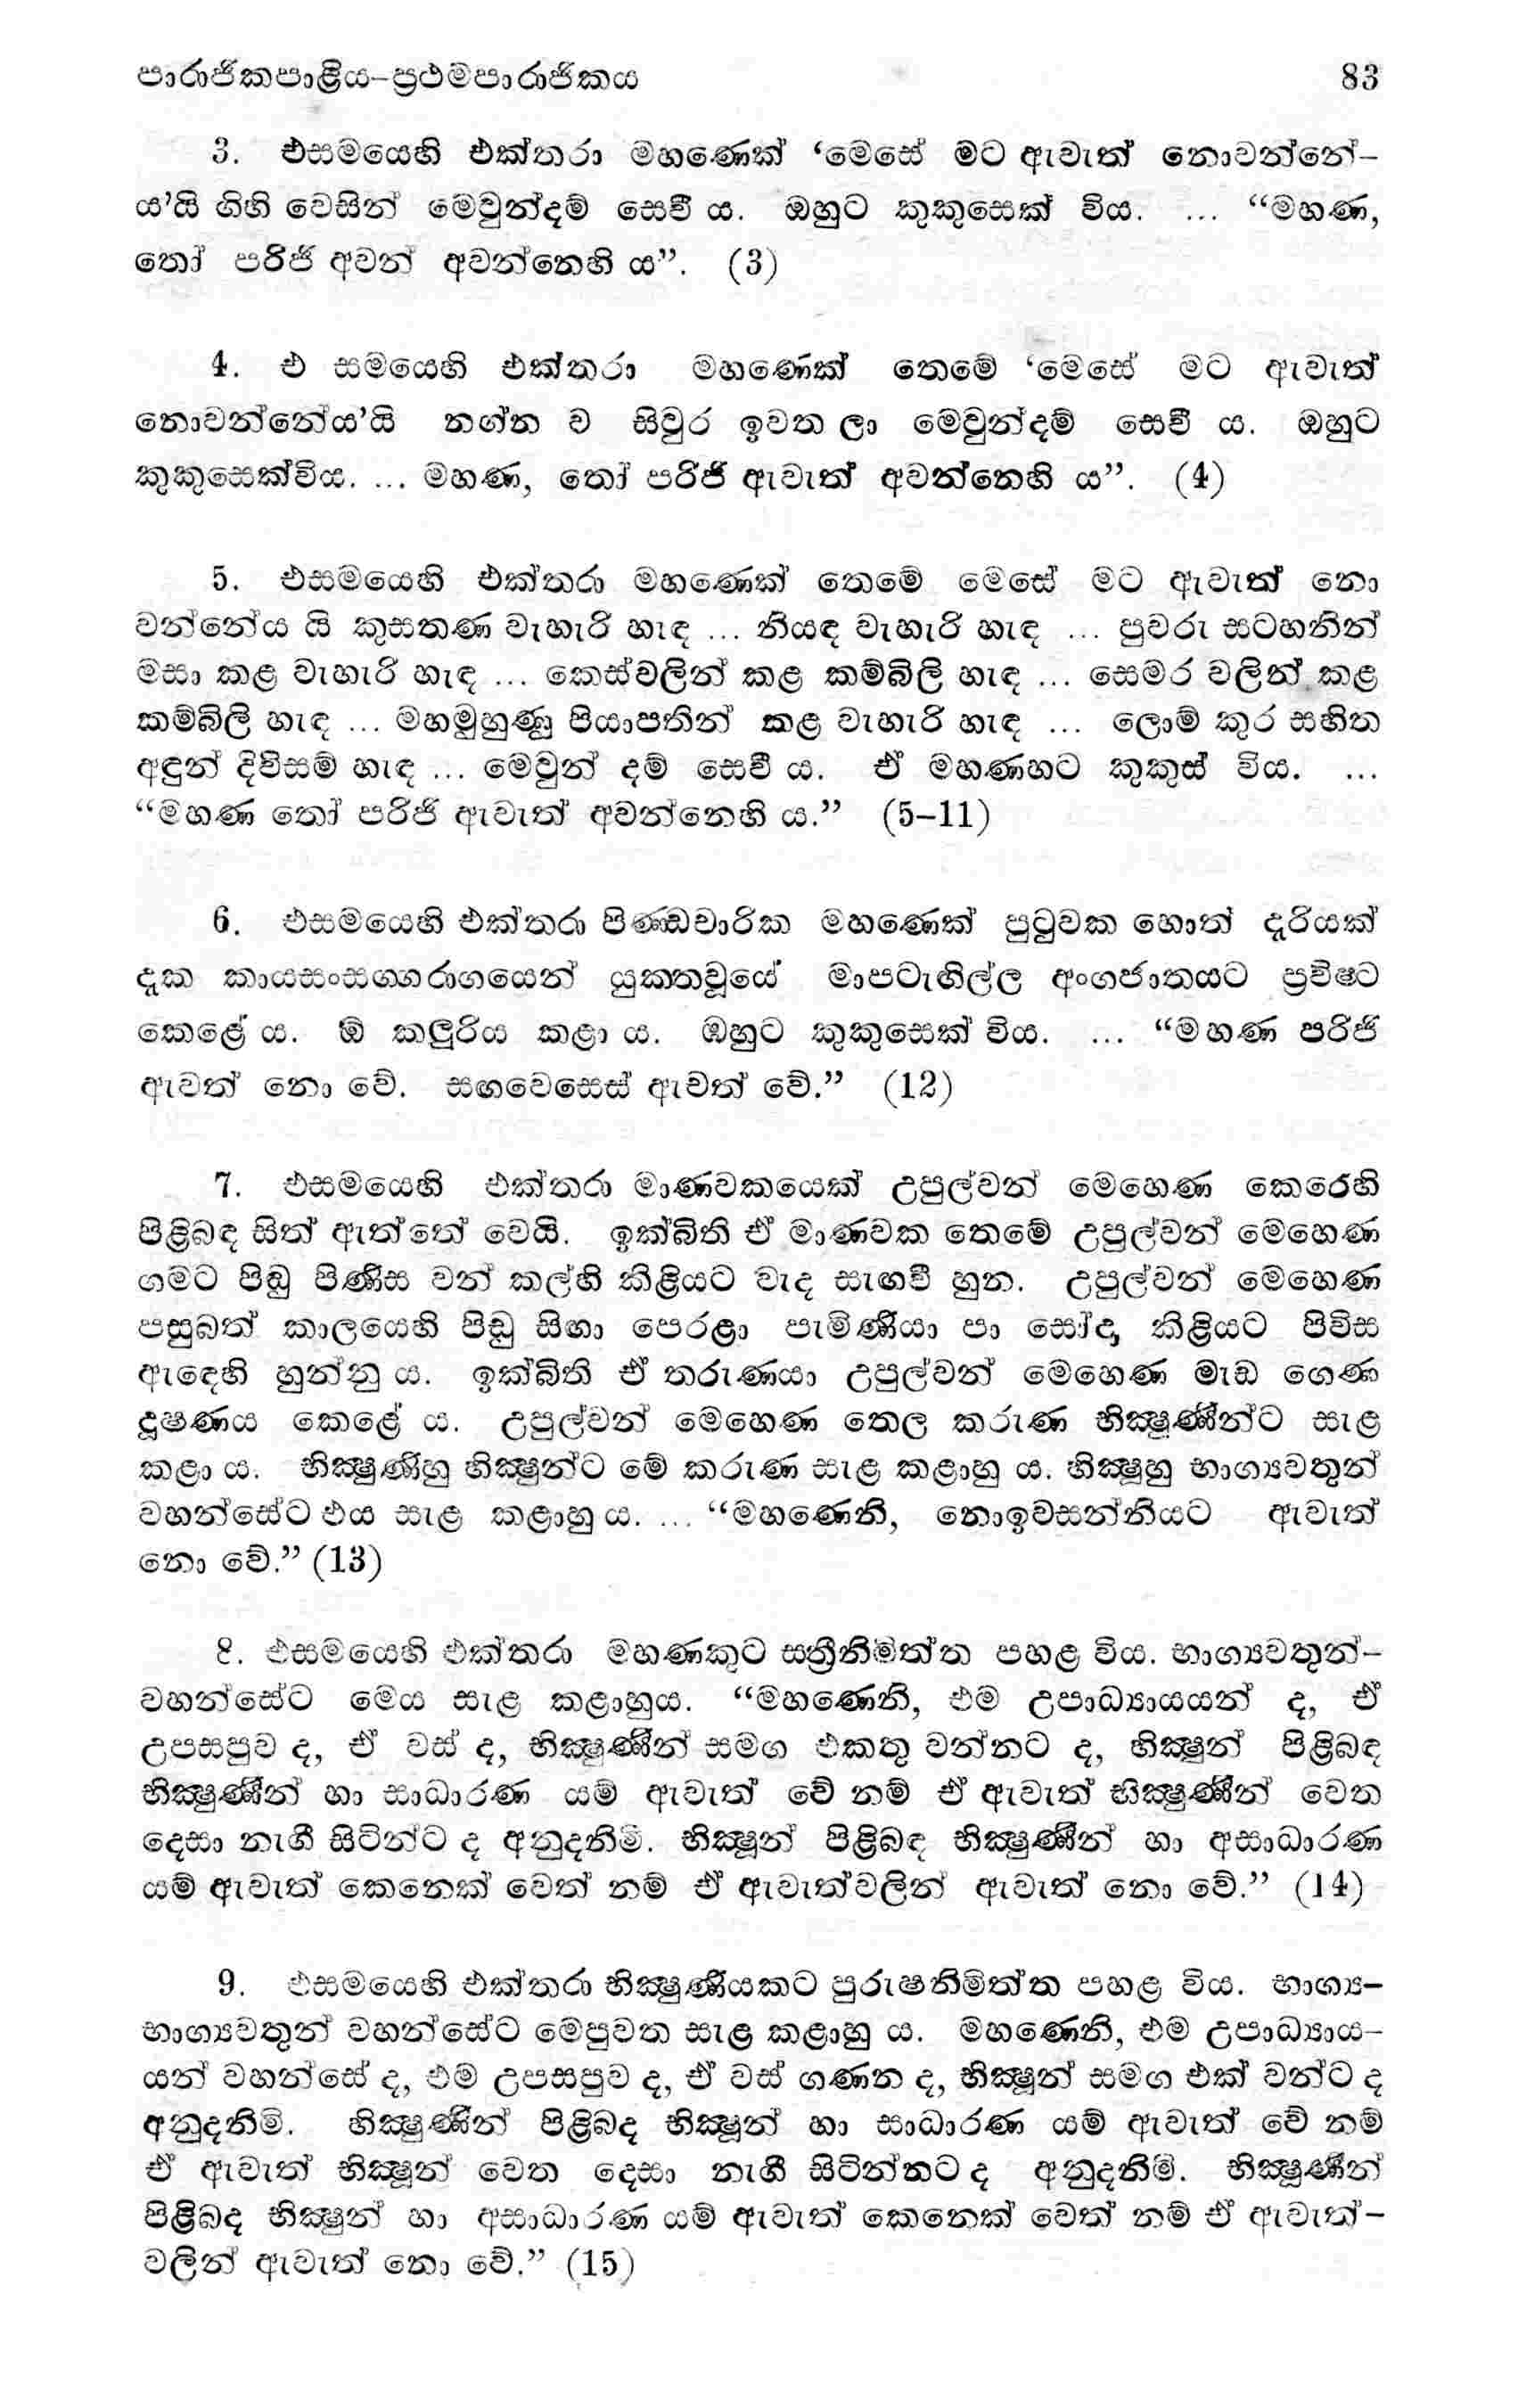 පාරාජිකපාළිය-ප්‍රථමපාරාජිකය 83
3. එසමයෙහි එක්තරා මහණෙක් ‘මෙසේ මට ඇවැත් නොවන්නේ-
ය’යි ගිහි වෙසින් මෙවුන්දම් සෙවී ය. ඔහුට කුකුසෙක් විය. ... “මහණ,
තෝ පරිජි අවත් අවන්නෙහි ය”. (3)
4. එ සමයෙහි එක්තරා මහණෙක් තෙමේ ‘මෙසේ මට ඇවැත්
නොවන්නේය’යි නග්න ව සිවුර ඉවත ලා මෙවුන්දම් සෙවී ය. ඔහුට
කුකුසෙක්විය. ... මහණ, තෝ පරිජි ඇවැත් අවන්නෙහි ය”. (4)
5. එසමයෙහි එක්තරා මහණෙක් තෙමේ මෙසේ මට ඇවැත් නො
වන්නේය යි කුසතණ වැහැරි හැඳ ... නියඳ වැහැරි හැඳ ... පුවරු සටහනින්
මසා කළ වැහැරි හැඳ ... කෙස්වලින් කළ කම්බිලි හැඳ ... සෙමර වලින් කළ
කම්බිලි හැඳ ... මහමුහුණු පියාපතින් කළ වැහැරි හැඳ ... ලොම් කුර සහිත
අඳුන් දිවිසම් හැඳ ... මෙවුන් දම් සෙවී ය. ඒ මහණහට කුකුස් විය. ...
“මහණ තෝ පරිජි ඇවැත් අවන්නෙහි ය.” (5-11)
6. එසමයෙහි එක්තරා පිණ්ඩචාරික මහණෙක් පුටුවක හොත් දැරියක්
දැක කායසංසග්ගරාගයෙන් යුක්තවූයේ මාපටැඟිල්ල අංගජාතයට ප්‍රවිෂ්ට
කෙළේ ය. ඕ කලුරිය කළා ය. ඔහුට කුකුසෙක් විය. ... “මහණ පරිජි
ඇවත් නො වේ. සඟවෙසෙස් ඇවත් වේ.” (12)
7. එසමයෙහි එක්තරා මාණවකයෙක් උපුල්වන් මෙහෙණ කෙරෙහි
පිළිබඳ සිත් ඇත්තේ වෙයි. ඉක්බිති ඒ මාණවක තෙමේ උපුල්වන් මෙහෙණ
ගමට පිඬු පිණිස වන් කල්හි කිළියට වැද සැඟවී හුන. උපුල්වන් මෙහෙණ
පසුබත් කාලයෙහි පිඬු සිඟා පෙරළා පැමිණියා පා සෝදා, කිළියට පිවිස
ඇඳෙහි හුන්නු ය. ඉක්බිති ඒ තරුණයා උපුල්වන් මෙහෙණ මැඩ ගෙණ
දූෂණය කෙළේ ය. උපුල්වන් මෙහෙණ තෙල කරුණ භික්‍ෂුණීන්ට සැළ
කළා ය. භික්‍ෂුණීහු භික්‍ෂුන්ට මේ කරුණ සැළ කළාහු ය. භික්‍ෂූහු භාග්‍යවතුන්
වහන්සේට එය සැළ කළාහු ය. ... “මහණෙනි, නොඉවසන්නියට ඇවැත්
නො වේ.” (13)
8. එසමයෙහි එක්තරා මහණකුට ස්ත්‍රීනිමිත්ත පහළ විය. භාග්‍යවතුන්-
වහන්සේට මෙය සැළ කළාහුය. “මහණෙනි, එම උපාධ්‍යායයන් ද, ඒ
උපසපුව ද, ඒ වස් ද, භික්‍ෂුණීන් සමග එකතු වන්නට ද, භික්‍ෂුන් පිළිබඳ
භික්‍ෂුණීන් හා සාධාරණ යම් ඇවැත් වේ නම් ඒ ඇවැත් භික්‍ෂුණීන් වෙත
දෙසා නැගී සිටින්ට ද අනුදනිමි. භික්‍ෂූන් පිළිබඳ භික්‍ෂුණීන් හා අසාධාරණ
යම් ඇවැත් කෙනෙක් වෙත් නම් ඒ ඇවැත්වලින් ඇවැත් නො වේ.” (14)
9. එසමයෙහි එක්තරා භික්‍ෂුණියකට පුරුෂනිමිත්ත පහළ විය. භාග්‍ය-
භාග්‍යවතුන් වහන්සේට මෙපුවත සැළ කළාහු ය. මහණෙනි, එම උපාධ්‍යාය-
යන් වහන්සේ ද, එම උපසපුව ද, ඒ වස් ගණන ද, භික්‍ෂූන් සමග එක් වන්ට ද
අනුදනිමි. භික්‍ෂුණීන් පිළිබද භික්‍ෂූන් හා සාධාරණ යම් ඇවැත් වේ නම්
ඒ ඇවැත් භික්‍ෂූන් වෙත දෙසා නැගී සිටින්නට ද අනුදනිමි. භික්‍ෂුණීන්
පිළිබද භික්‍ෂුන් හා අසාධාරණ යම් ඇවැත් කෙනෙක් වෙත් නම් ඒ ඇවැත්-
වලින් ඇවැත් නො වේ.” (15)